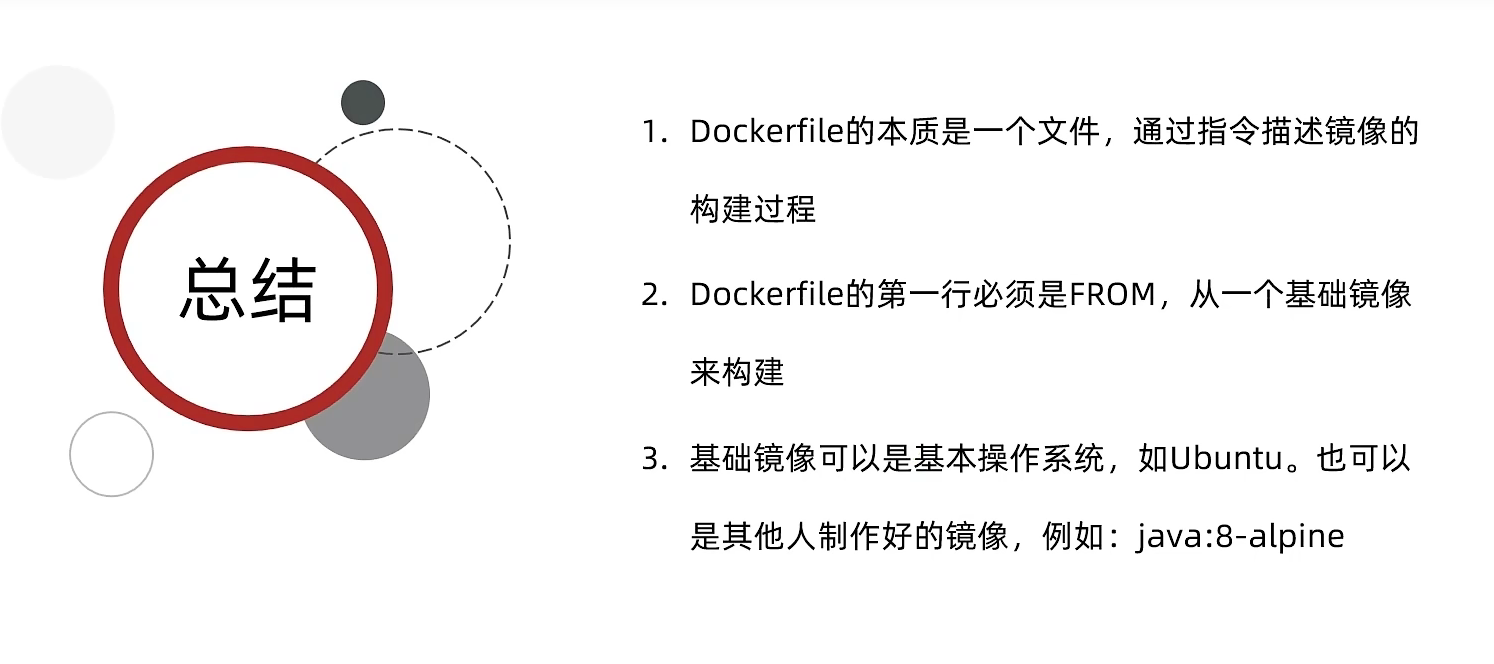 总结
1. Dockerfile的本质是一个文件，通过指令描述镜像的
构建过程
2. Dockerfile的第一行必须是FROM，从一个基础镜像
来构建
3. 基础镜像可以是基本操作系统，如Ubuntu。也可以
是其他人制作好的镜像，例如：java:8-alpine